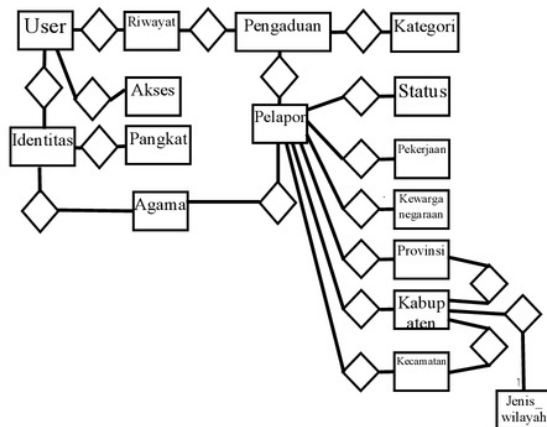 User
Riwayat
Pengaduan
Kategori
Akses
Status
Pelapor
Identitas
Pangkat
Pekerjaan
Kewarga
negaraan
Agama
Provinsi
Kabup
aten
Kecamatan
1
Jenis_
wilayah